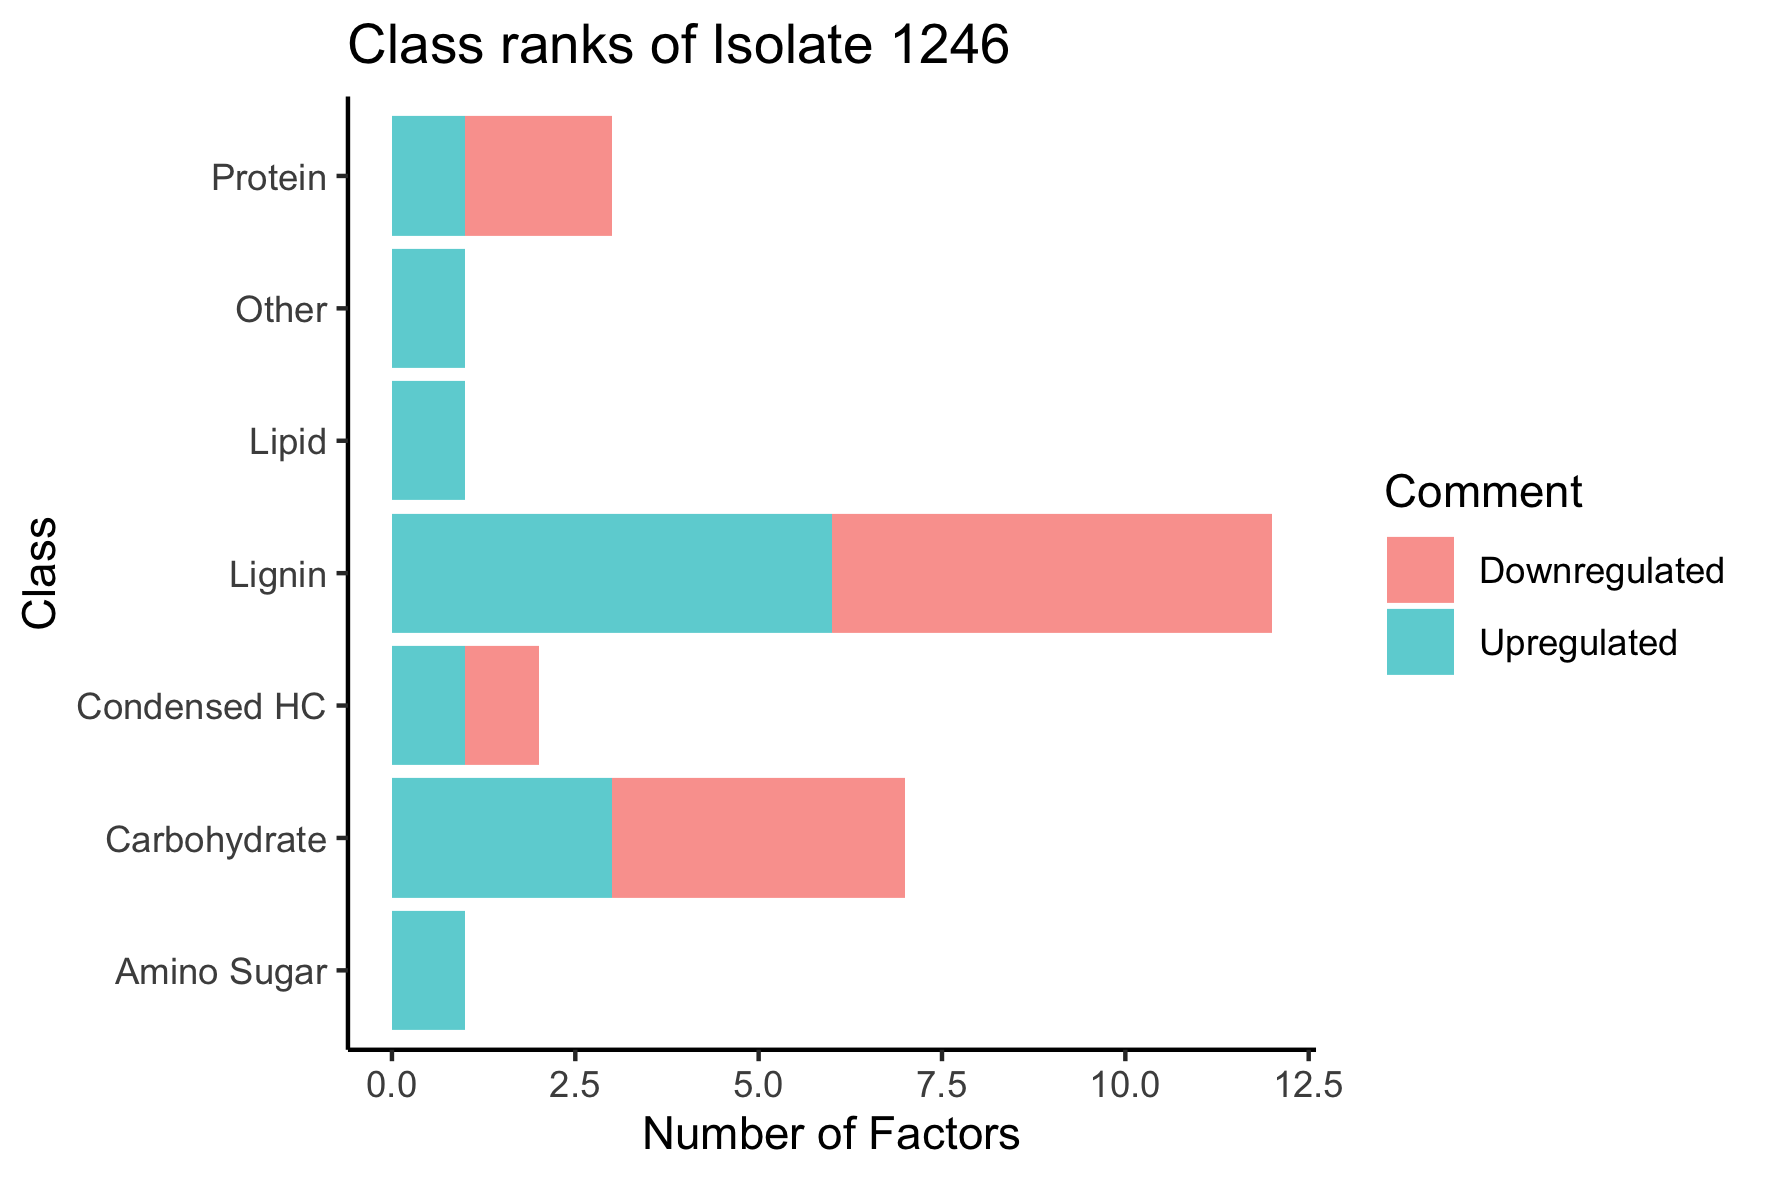 Class ranks of Isolate 1246
Class
Protein
Other
Lipid
Lignin
Condensed HC
Carbohydrate
Amino Sugar
0.0 2.5 5.0 7.5 10.0 12.5
Number of Factors
Comment
Downregulated
Upregulated